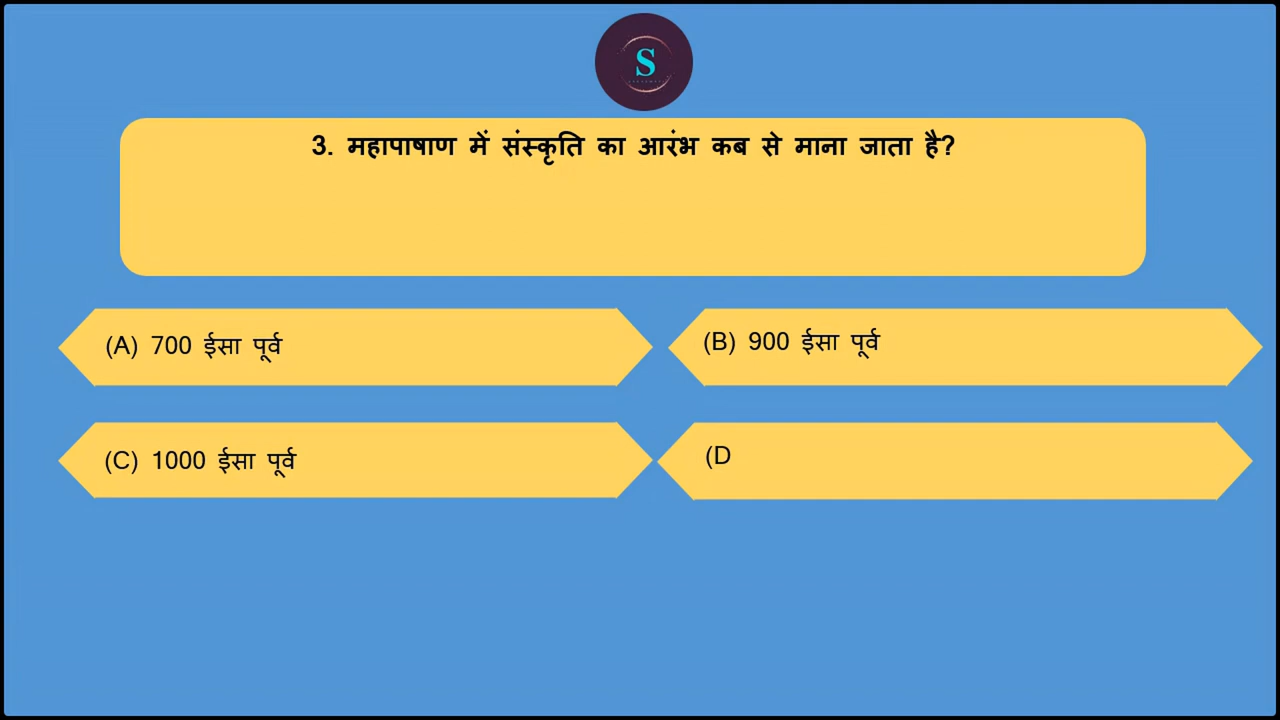 S
3. महापाषाण में संस्कृति का आरंभ कब से माना जाता है?
(A) 700 ईसा पूर्व
(B) 900 ईसा पूर्व
(C) 1000 ईसा पूर्व
(D